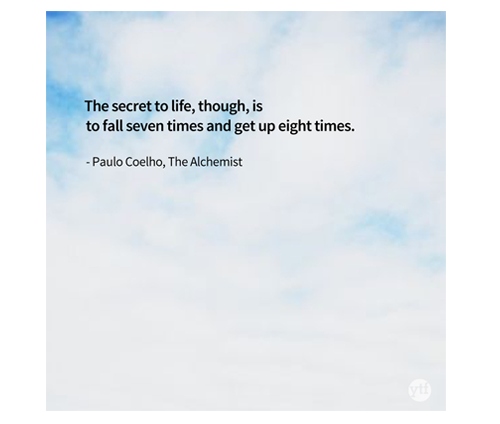 The secret to life, though, is
to fall seven times and get up eight times.
- Paulo Coelho, The Alchemist